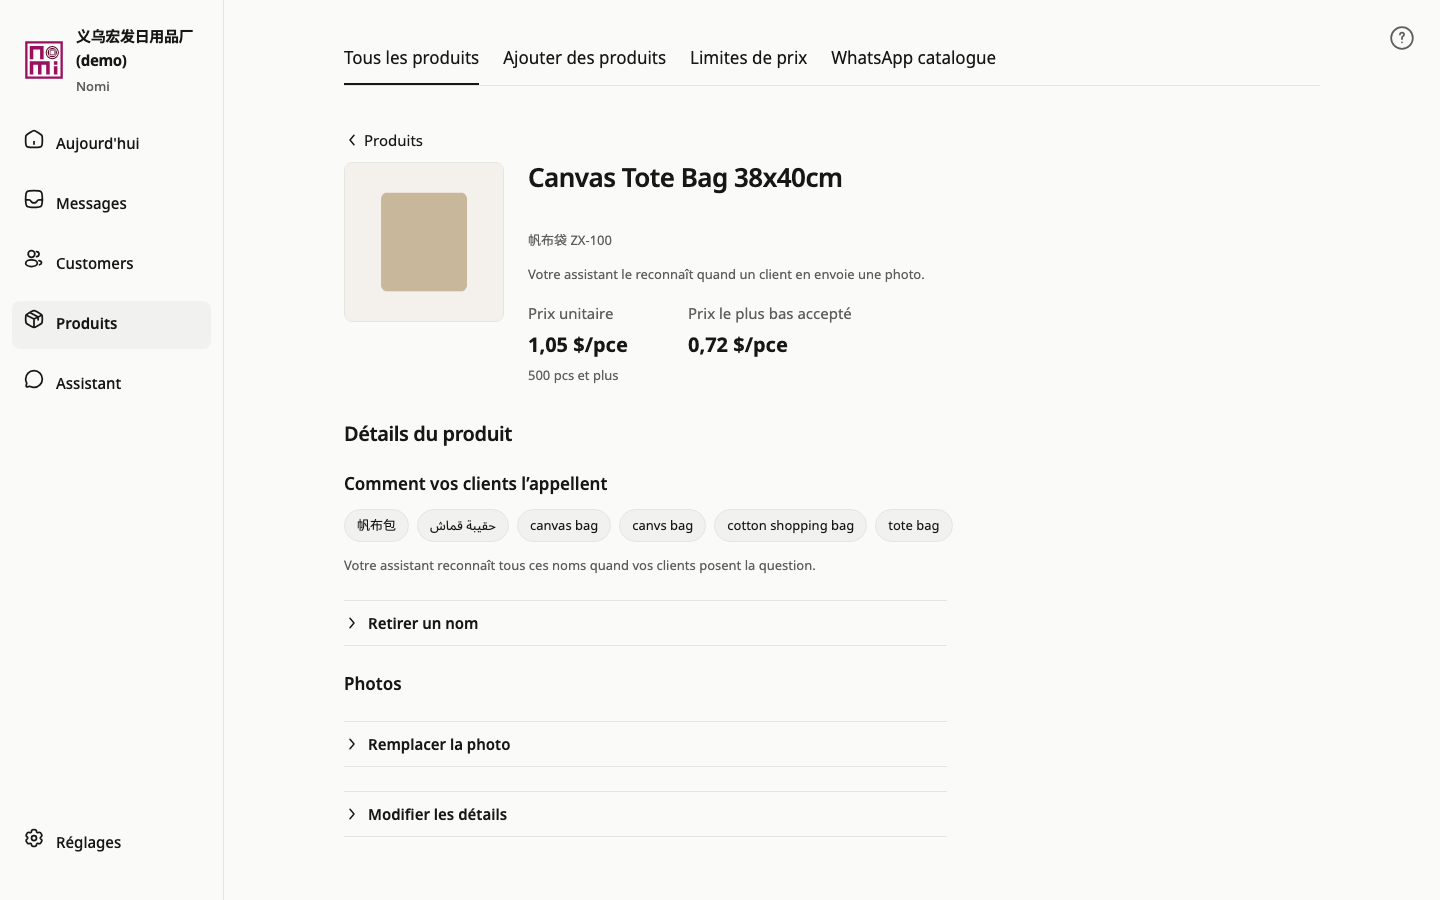 义乌宏发日用品厂
(demo)
Nomi
Aujourd'hui
Messages
Customers
Produits
Assistant
Réglages
Tous les produits
Ajouter des produits
Limites de prix
WhatsApp catalogue
Produits
Canvas Tote Bag 38x40cm
帆布袋 ZX-100
Votre assistant le reconnaît quand un client en envoie une photo.
Prix unitaire
1,05 $/pce
500 pcs et plus
Prix le plus bas accepté
0,72 $/pce
Détails du produit
Comment vos clients l’appellent
帆布包
حقيبة قماش
canvas bag
canvs bag
cotton shopping bag
tote bag
Votre assistant reconnaît tous ces noms quand vos clients posent la question.
Retirer un nom
Photos
Remplacer la photo
Modifier les détails